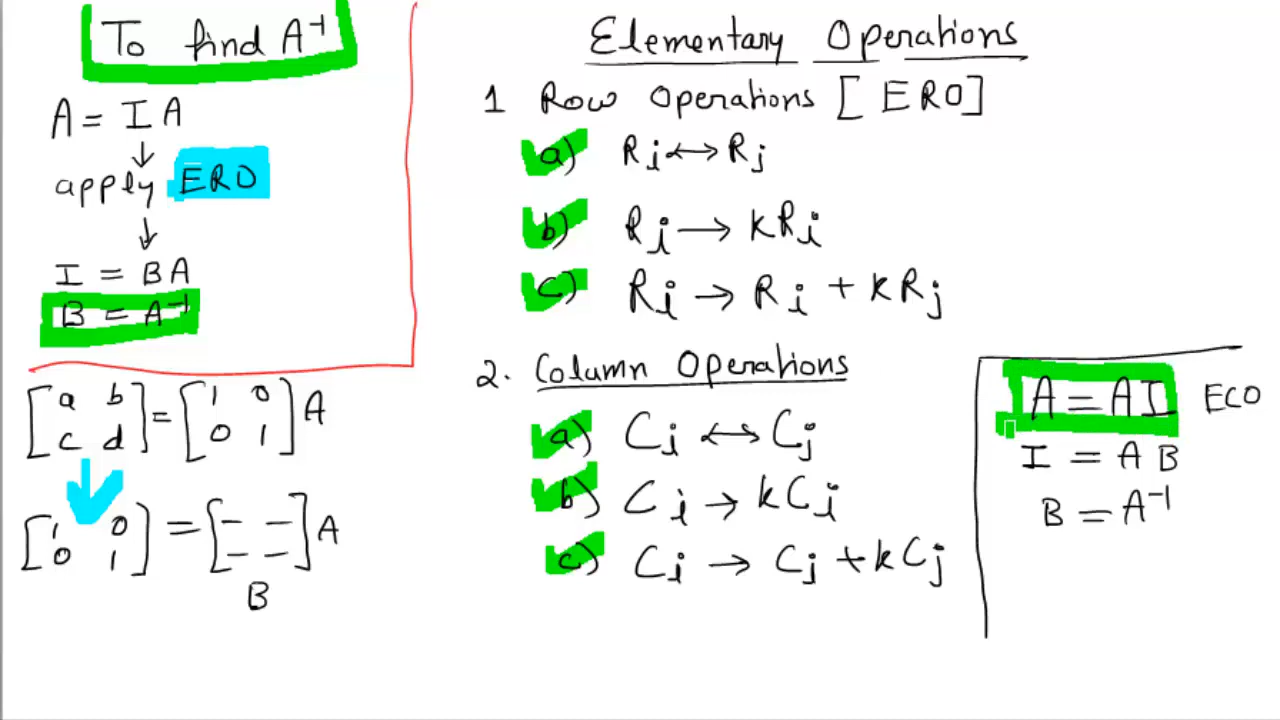 To find A⁻¹
A = I A
↓
apply ERO
↓
I = BA
B = A⁻¹
[a b
c d] = [1 0
0 1] A
[1 0
0 1] = [– –
– –] A
B
Elementary Operations
1 Row Operations [ERO]
a) Ri ↔ Rj
b) Ri → kRi
c) Ri → Ri + kRj
2. Column Operations
a) Ci ↔ Cj
b) Ci → kCi
c) Ci → Cj + kCj
A = AI ECO
I = A B
B = A⁻¹